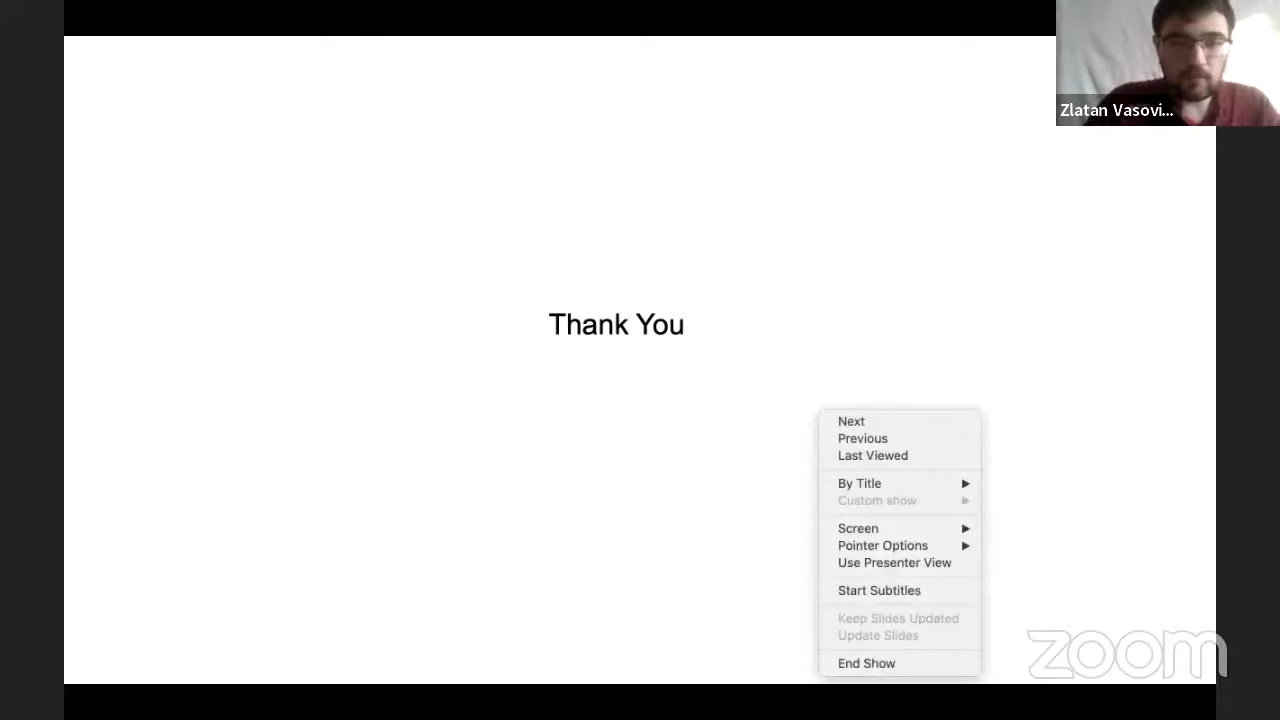 Zlatan Vasovi...
Thank You
Next
Previous
Last Viewed
By Title
Custom show
Screen
Pointer Options
Use Presenter View
Start Subtitles
Keep Slides Updated
Update Slides
End Show
zoom